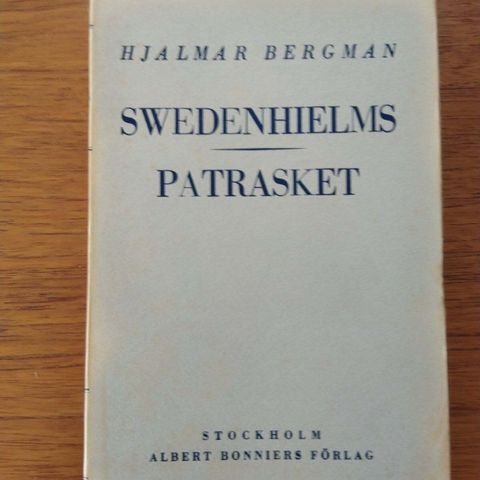 HJALMAR BERGMAN
SWEDENHIELMS
PATRASKET
STOCKHOLM
ALBERT BONNIERS FÖRLAG